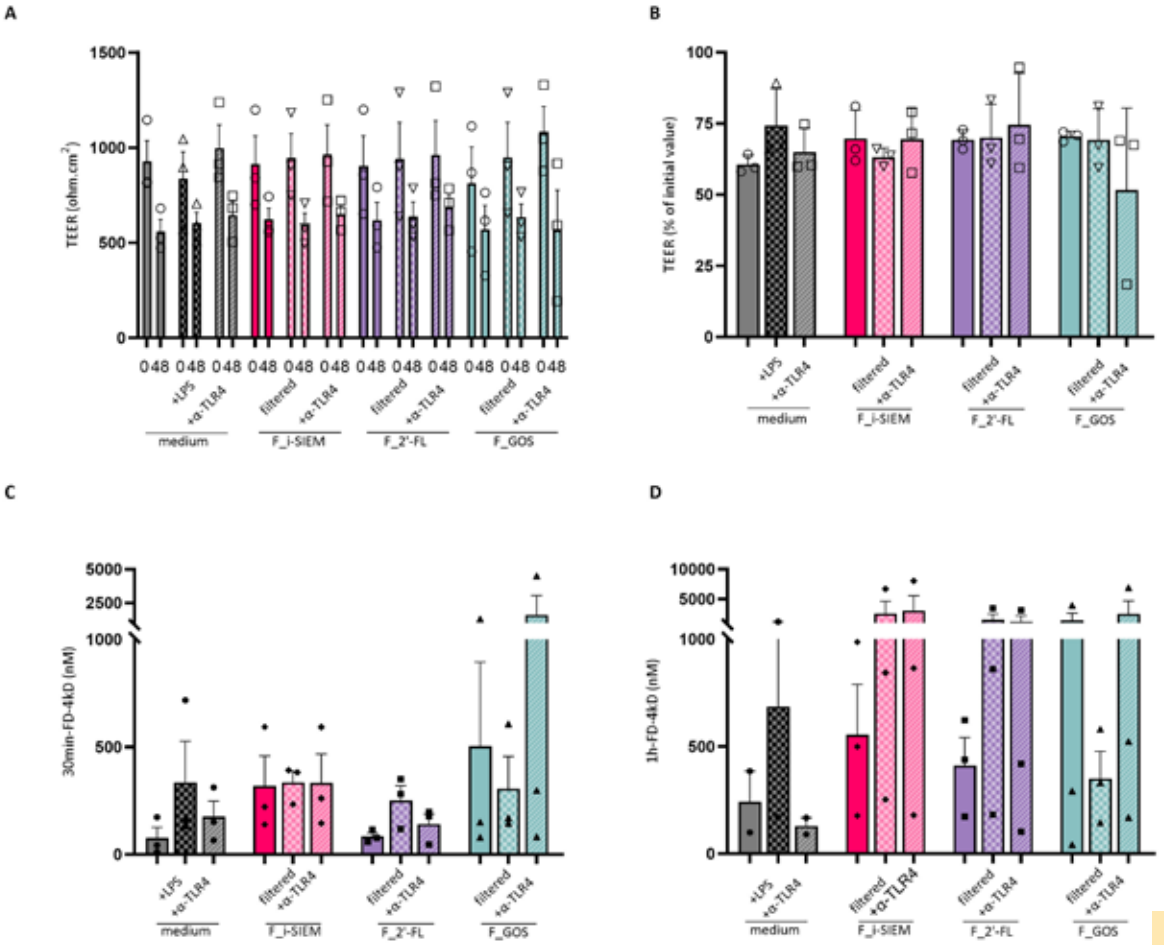 A
TEER (ohm.cm²)
1500
1000
500
0
0 48 0 48 0 48 0 48 0 48 0 48 0 48 0 48 0 48 0 48 0 48 0 48
+LPS +α-TLR4 filtered +α-TLR4 filtered +α-TLR4 filtered +α-TLR4
medium F_i-SIEM F_2'-FL F_GOS
B
TEER (% of initial value)
100
75
50
25
0
+LPS +α-TLR4 filtered +α-TLR4 filtered +α-TLR4 filtered +α-TLR4
medium F_i-SIEM F_2'-FL F_GOS
C
30min-FD-4kD (nM)
5000
2500
1000
500
0
+LPS +α-TLR4 filtered +α-TLR4 filtered +α-TLR4 filtered +α-TLR4
medium F_i-SIEM F_2'-FL F_GOS
D
1h-FD-4kD (nM)
10000
5000
1000
500
0
+LPS +α-TLR4 filtered +α-TLR4 filtered +α-TLR4 filtered +α-TLR4
medium F_i-SIEM F_2'-FL F_GOS